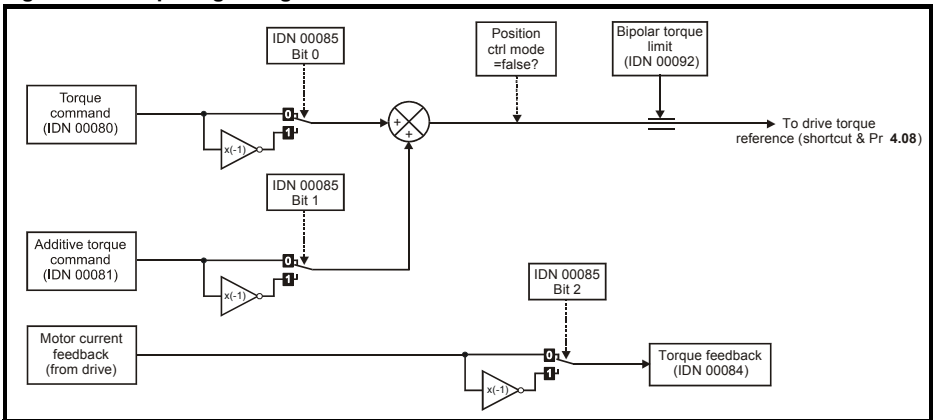 IDN 00085
Bit 0
Position
ctrl mode
=false?
Bipolar torque
limit
(IDN 00092)
Torque
command
(IDN 00080)
0
1
x(-1)
+
+
To drive torque
reference (shortcut & Pr 4.08)
IDN 00085
Bit 1
Additive torque
command
(IDN 00081)
0
1
x(-1)
IDN 00085
Bit 2
Motor current
feedback
(from drive)
0
1
x(-1)
Torque feedback
(IDN 00084)